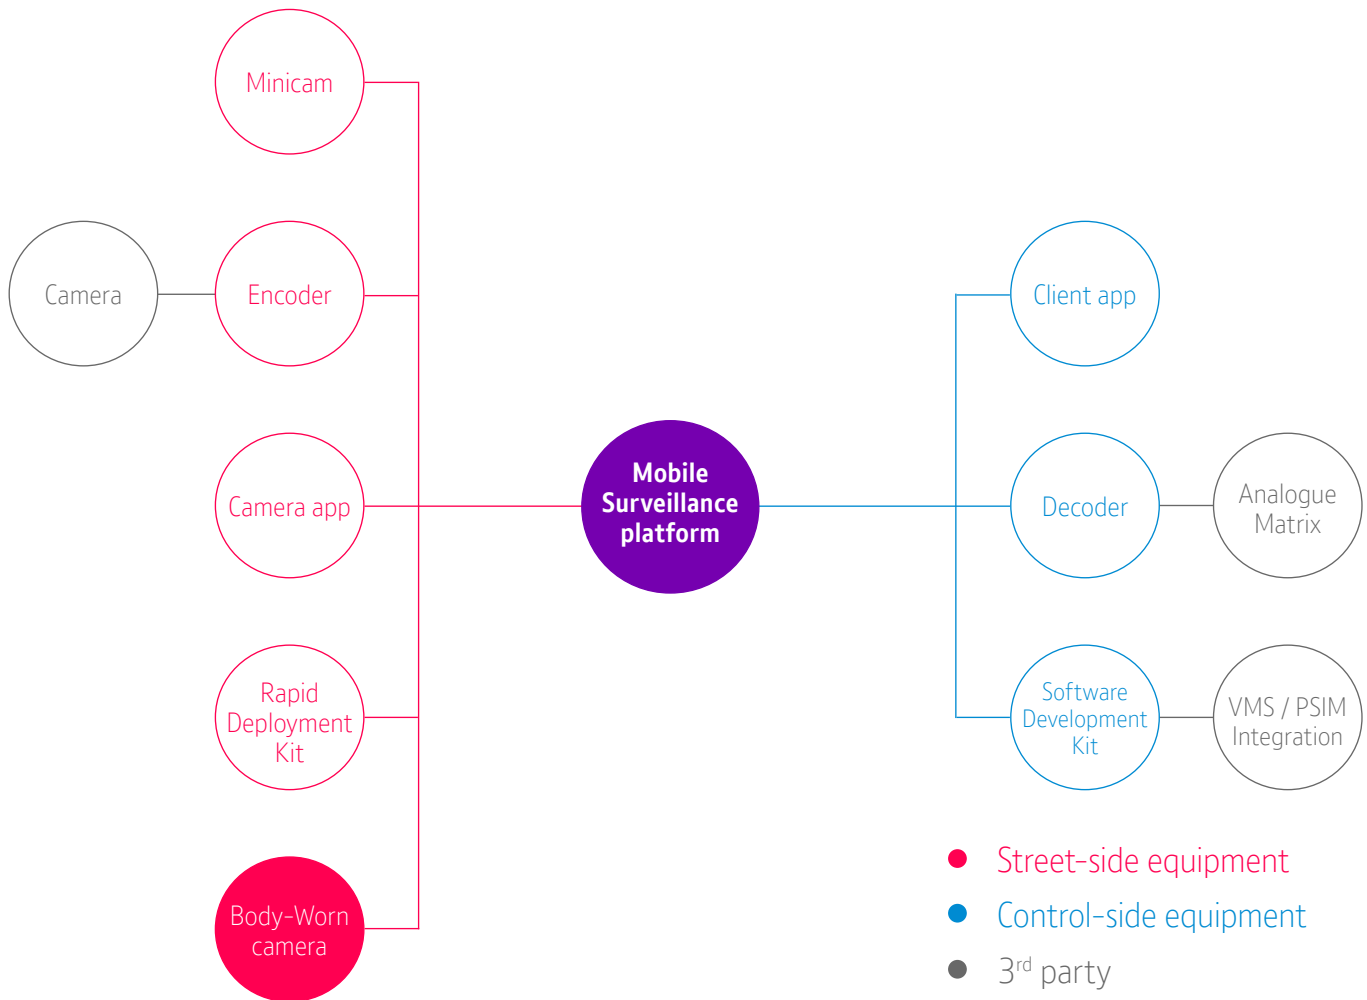 Minicam
Camera
Encoder
Camera app
Rapid
Deployment
Kit
Body-Worn
camera
Mobile
Surveillance
platform
Client app
Decoder
Analogue
Matrix
Software
Development
Kit
VMS / PSIM
Integration
Street-side equipment
Control-side equipment
3rd party